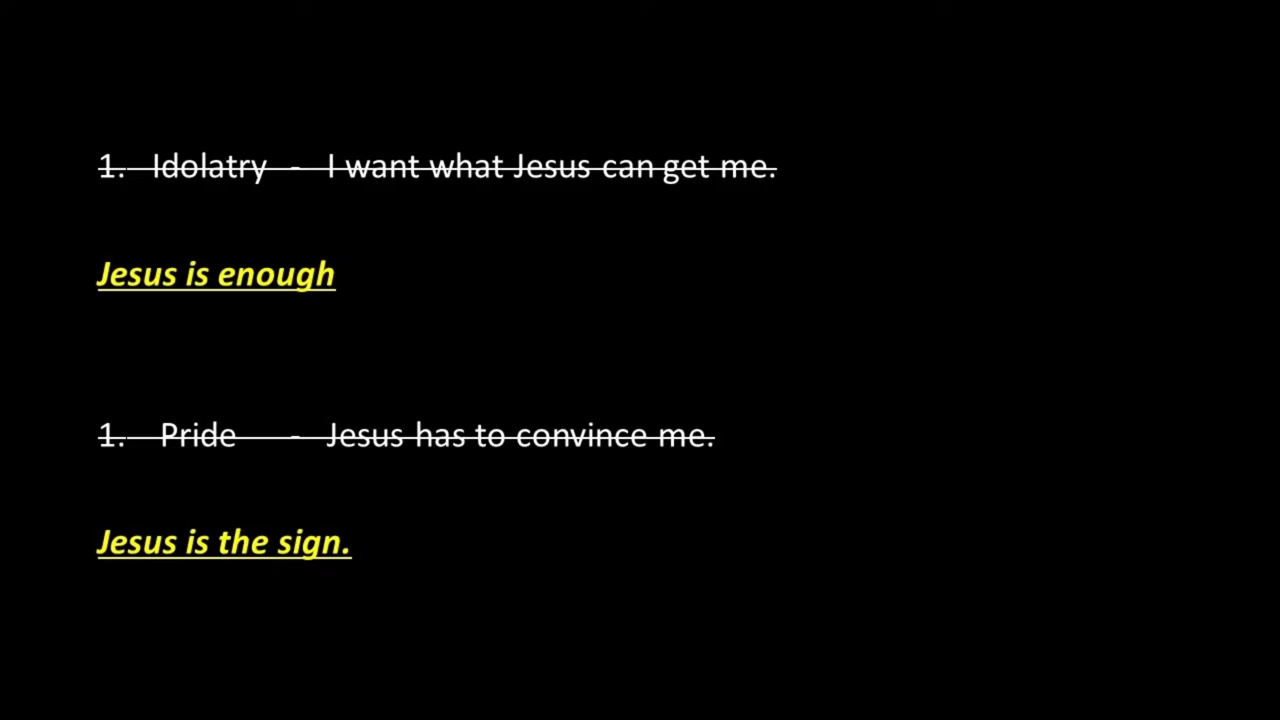 1. Idolatry - I want what Jesus can get me.
Jesus is enough
1. Pride - Jesus has to convince me.
Jesus is the sign.